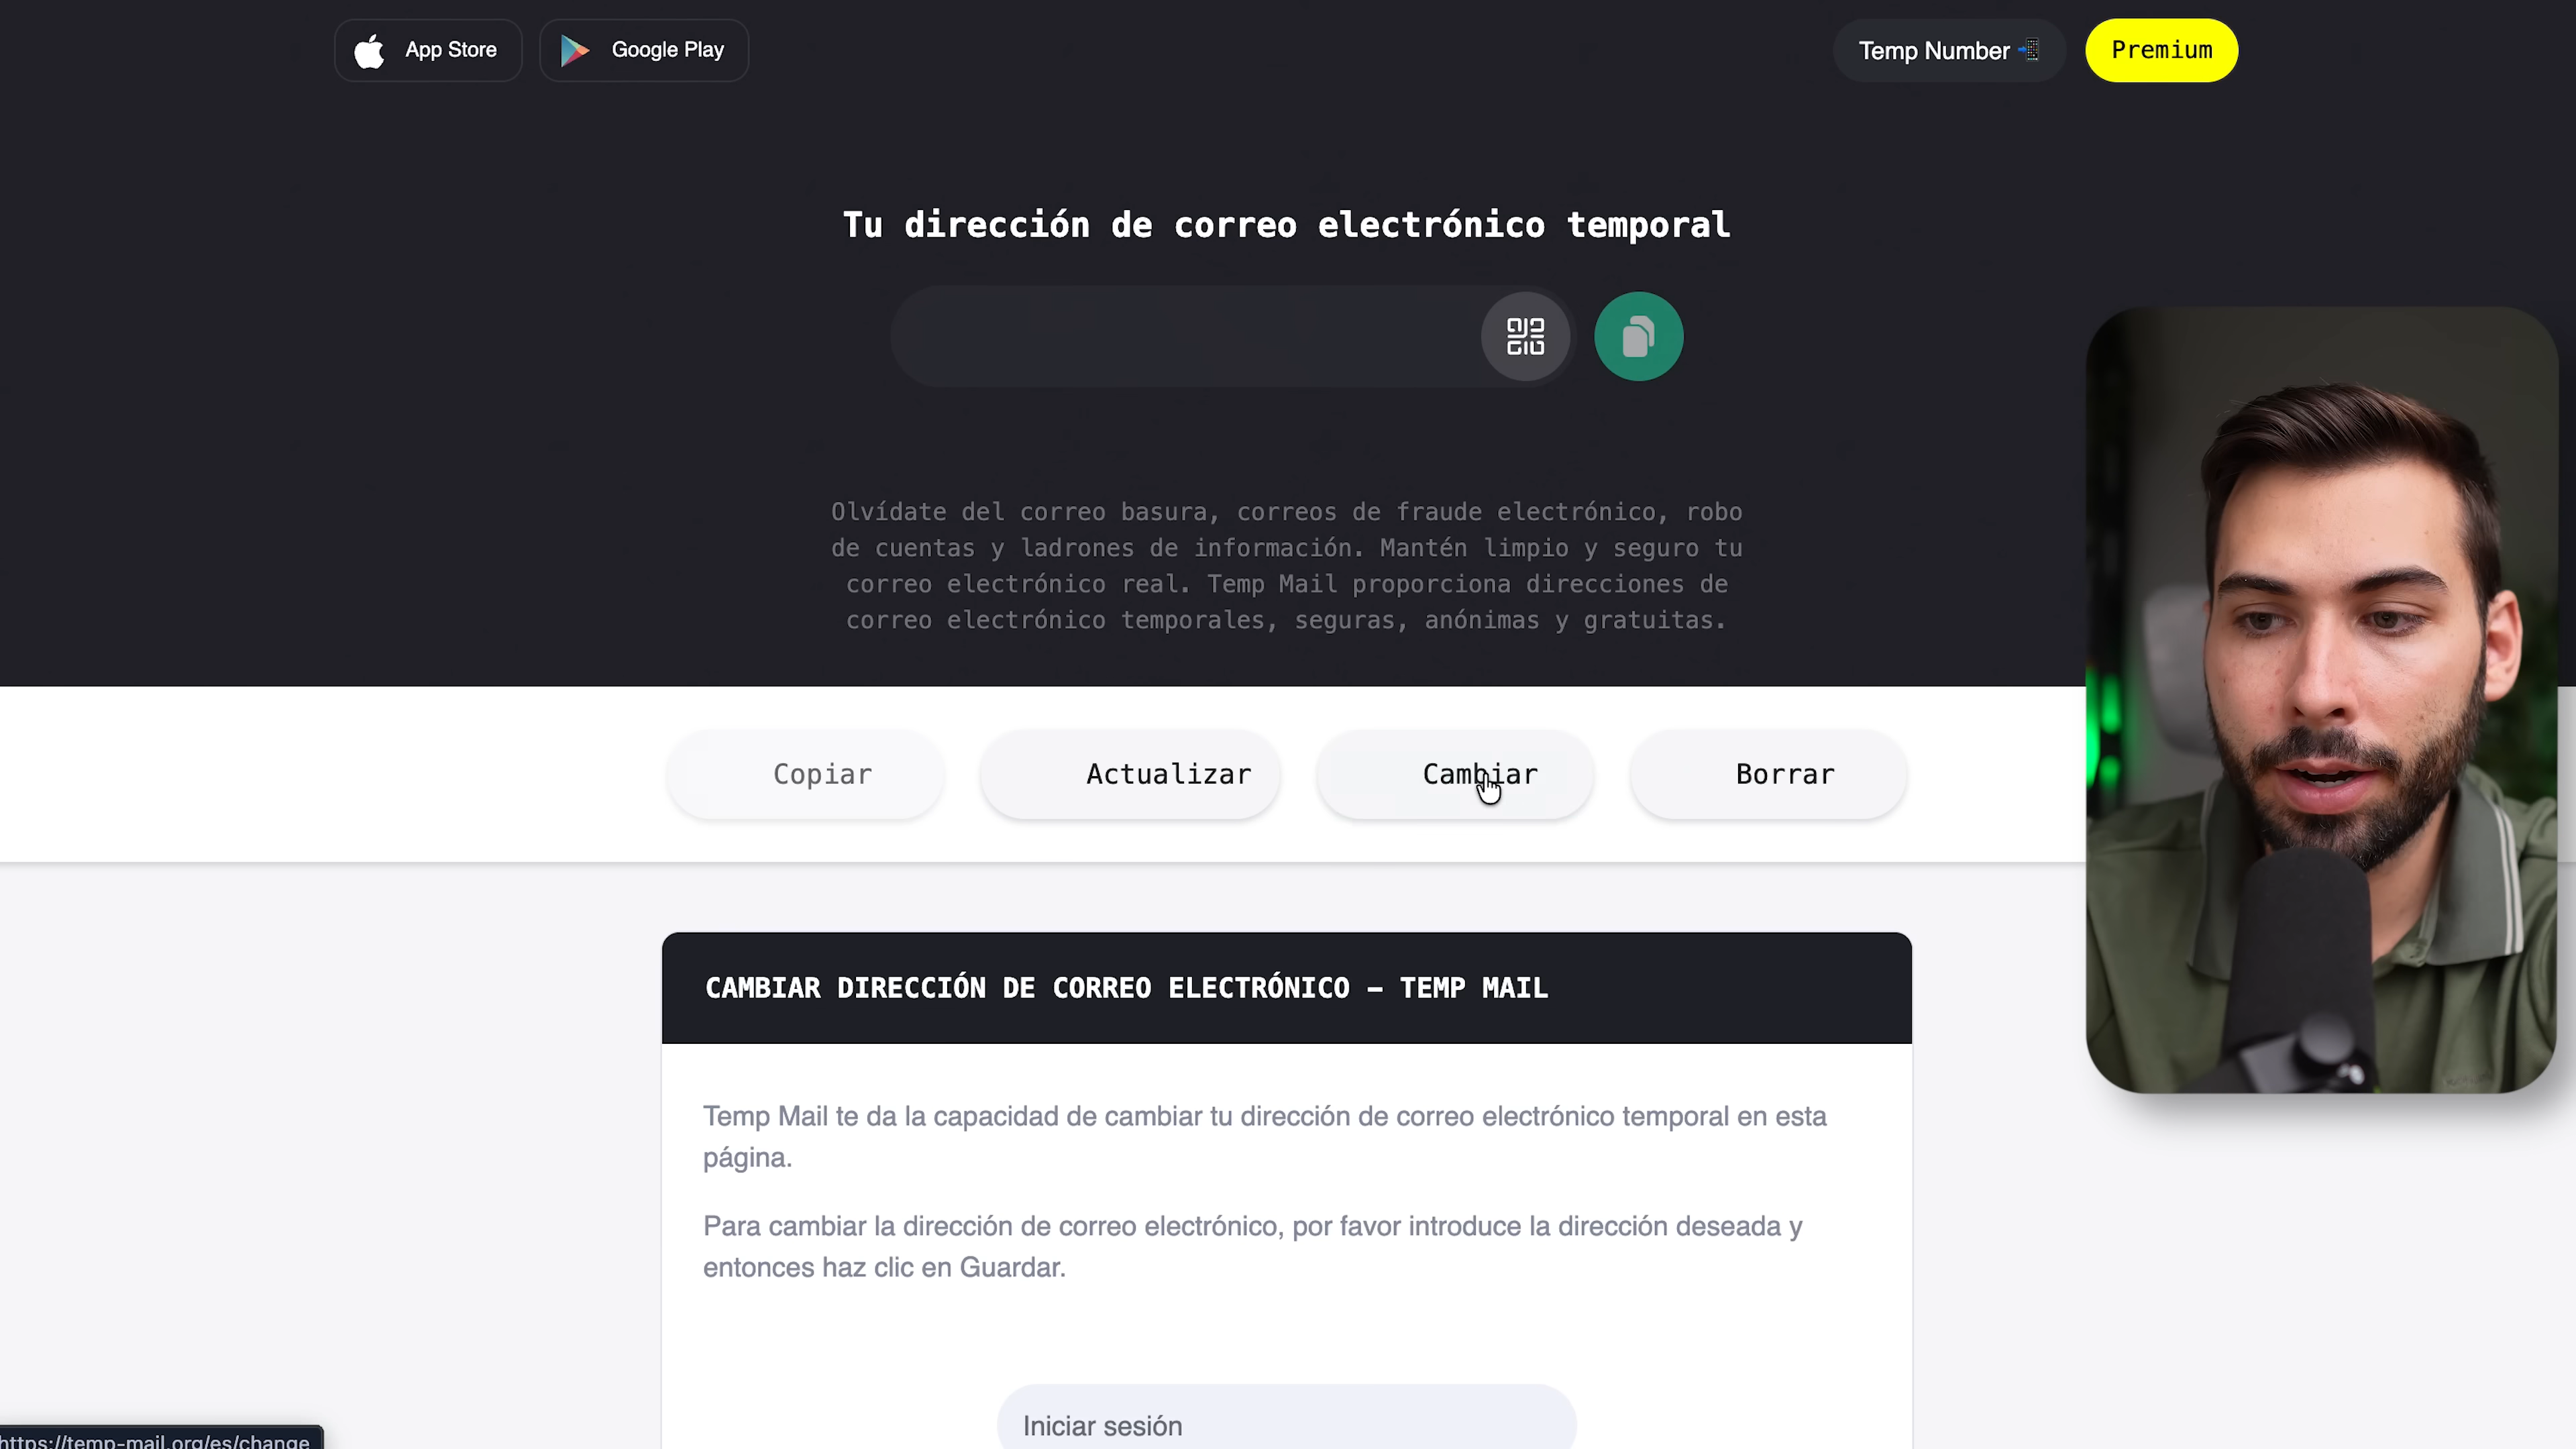 App Store
Google Play
Temp Number
Premium
Tu dirección de correo electrónico temporal
Olvídate del correo basura, correos de fraude electrónico, robo
de cuentas y ladrones de información. Mantén limpio y seguro tu
correo electrónico real. Temp Mail proporciona direcciones de
correo electrónico temporales, seguras, anónimas y gratuitas.
Copiar
Actualizar
Cambiar
Borrar
CAMBIAR DIRECCIÓN DE CORREO ELECTRÓNICO – TEMP MAIL
Temp Mail te da la capacidad de cambiar tu dirección de correo electrónico temporal en esta
página.
Para cambiar la dirección de correo electrónico, por favor introduce la dirección deseada y
entonces haz clic en Guardar.
Iniciar sesión
https://temp-mail.org/es/change